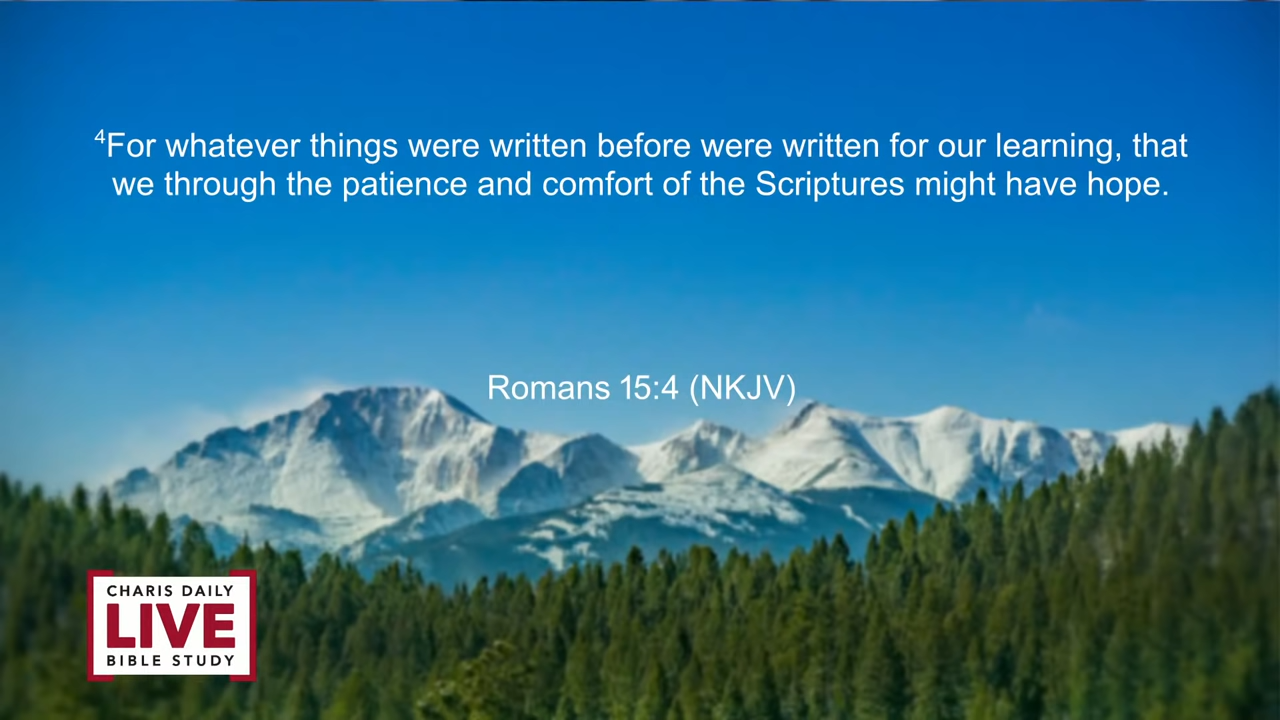 ⁴For whatever things were written before were written for our learning, that
we through the patience and comfort of the Scriptures might have hope.
Romans 15:4 (NKJV)
CHARIS DAILY
LIVE
BIBLE STUDY